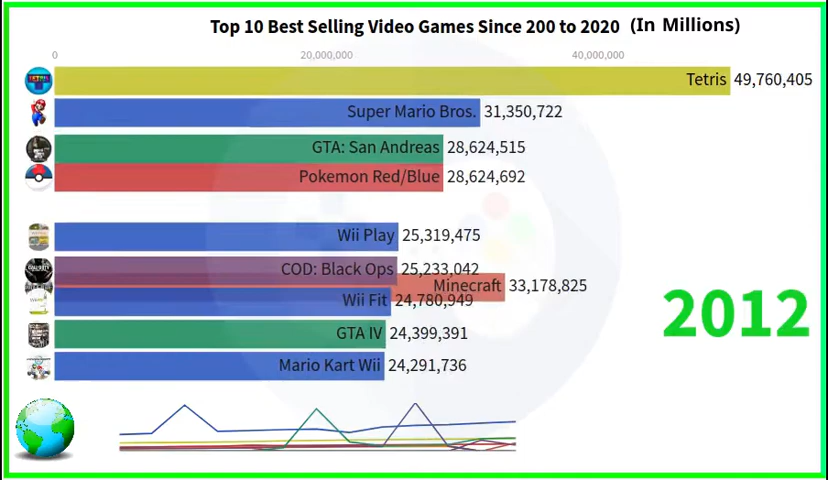 Top 10 Best Selling Video Games Since 200 to 2020 (In Millions)
0 20,000,000 40,000,000
TETRIS Tetris 49,760,405
Super Mario Bros. 31,350,722
GTA: San Andreas 28,624,515
Pokemon Red/Blue 28,624,692
Wii Play 25,319,475
COD: Black Ops 25,233,042
Minecraft 33,178,825
Wii Fit 24,780,949
2012
GTA IV 24,399,391
Mario Kart Wii 24,291,736